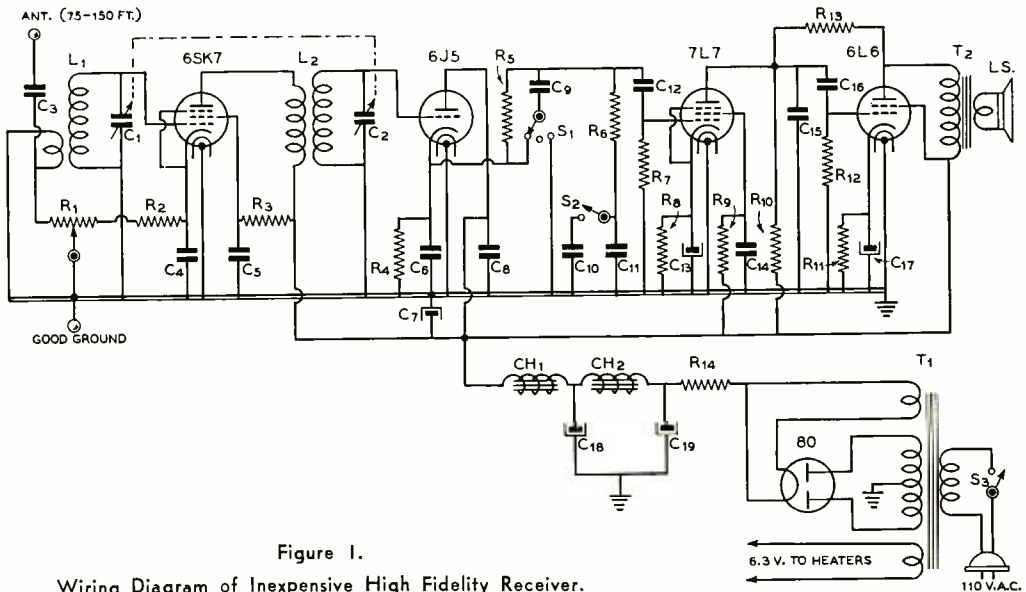 ANT. (75-150 FT.)
L1
6SK7
L2
6J5
R5
7L7
R13
6L6
T2
L.S.
C3
C1
C2
C9
S1
C12
R6
C15
C16
R7
R12
R1
R2
R3
S2
R8
R9
R10
C4
C5
R4
C6
C8
C10
C11
C13
C14
R11
C17
C7
GOOD GROUND
CH1
CH2
R14
T1
C18
C19
80
S3
6.3 V. TO HEATERS
110 V.A.C.
Figure 1.
Wiring Diagram of Inexpensive High Fidelity Receiver.